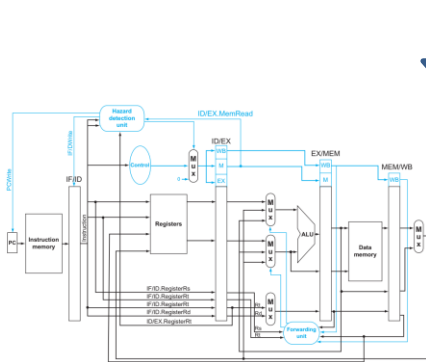 Hazard
detection
unit
ID/EX.MemRead
ID/EX
EX/MEM
MEM/WB
IF/ID
PCWrite
IF/IDWrite
Control
M
u
x
0
WB
M
EX
WB
M
WB
PC
Instruction
memory
Instruction
Registers
M
u
x
M
u
x
ALU
Data
memory
M
u
x
IF/ID.RegisterRs
IF/ID.RegisterRt
IF/ID.RegisterRt
IF/ID.RegisterRd
ID/EX.RegisterRt
Rt
Rd
M
u
x
Rs
Rt
Forwarding
unit